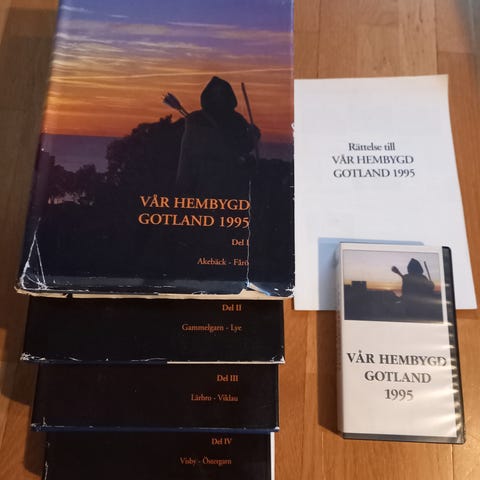 VÅR HEMBYGD
GOTLAND 1995
Del I
Akebäck - Fårö
Del II
Gammelgarn - Lye
Del III
Lärbro - Viklau
Del IV
Visby - Östergarn
Rättelse till
VÅR HEMBYGD
GOTLAND 1995
VÅR HEMBYGD
GOTLAND
1995